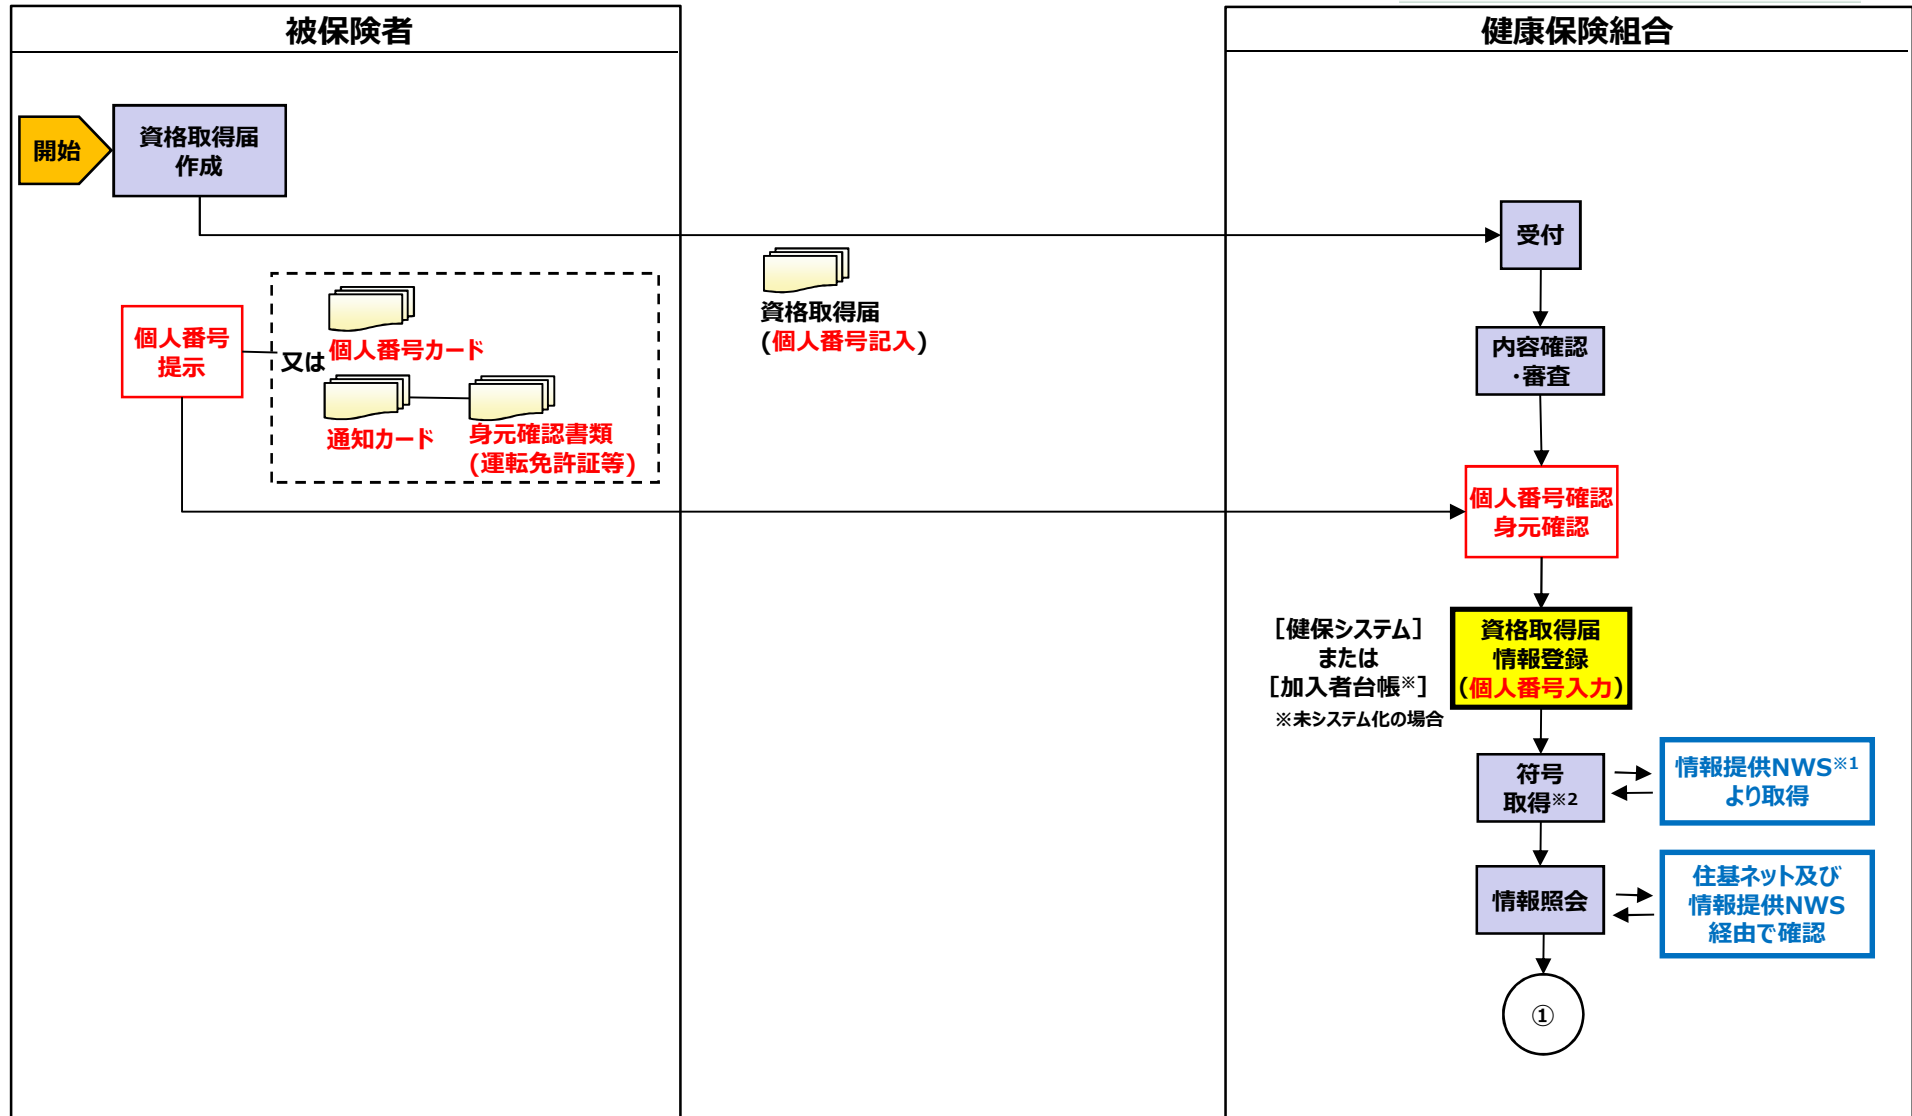 被保険者
健康保険組合
開始
資格取得届
作成
受付
資格取得届
(個人番号記入)
個人番号
提示
又は
個人番号カード
通知カード
身元確認書類
(運転免許証等)
内容確認
・審査
個人番号確認
身元確認
［健保システム］
または
［加入者台帳※］
※未システム化の場合
資格取得届
情報登録
(個人番号入力)
符号
取得※2
情報提供NWS※1
より取得
情報照会
住基ネット及び
情報提供NWS
経由で確認
①